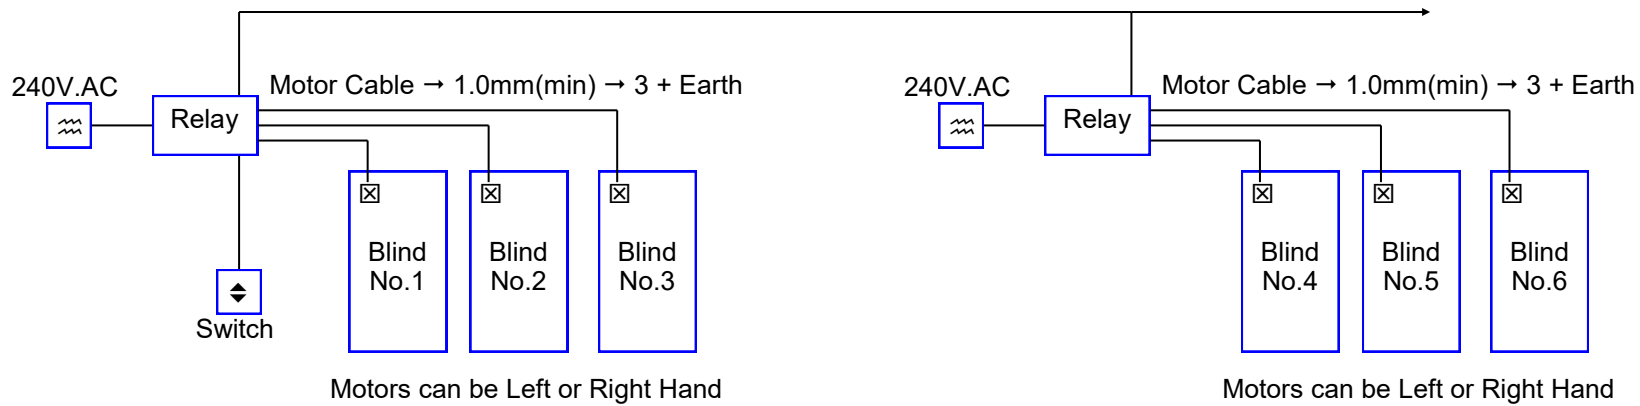 240V.AC
Motor Cable → 1.0mm(min) → 3 + Earth
Relay
Blind
No.1
Blind
No.2
Blind
No.3
Switch
Motors can be Left or Right Hand
240V.AC
Motor Cable → 1.0mm(min) → 3 + Earth
Relay
Blind
No.4
Blind
No.5
Blind
No.6
Motors can be Left or Right Hand